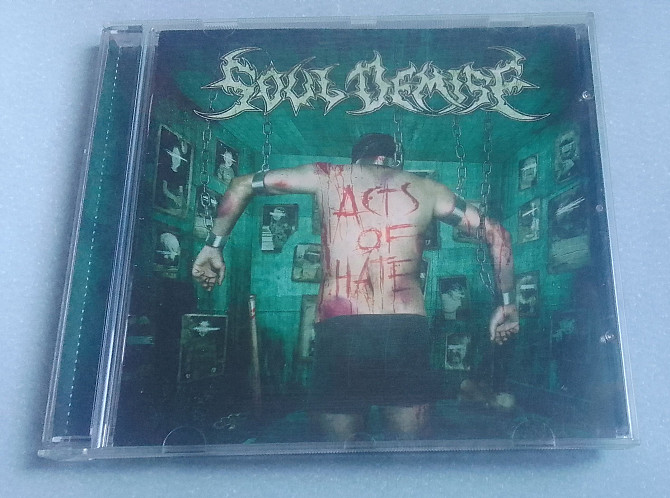 SOUL DEMISE
ACTS
OF
HATE